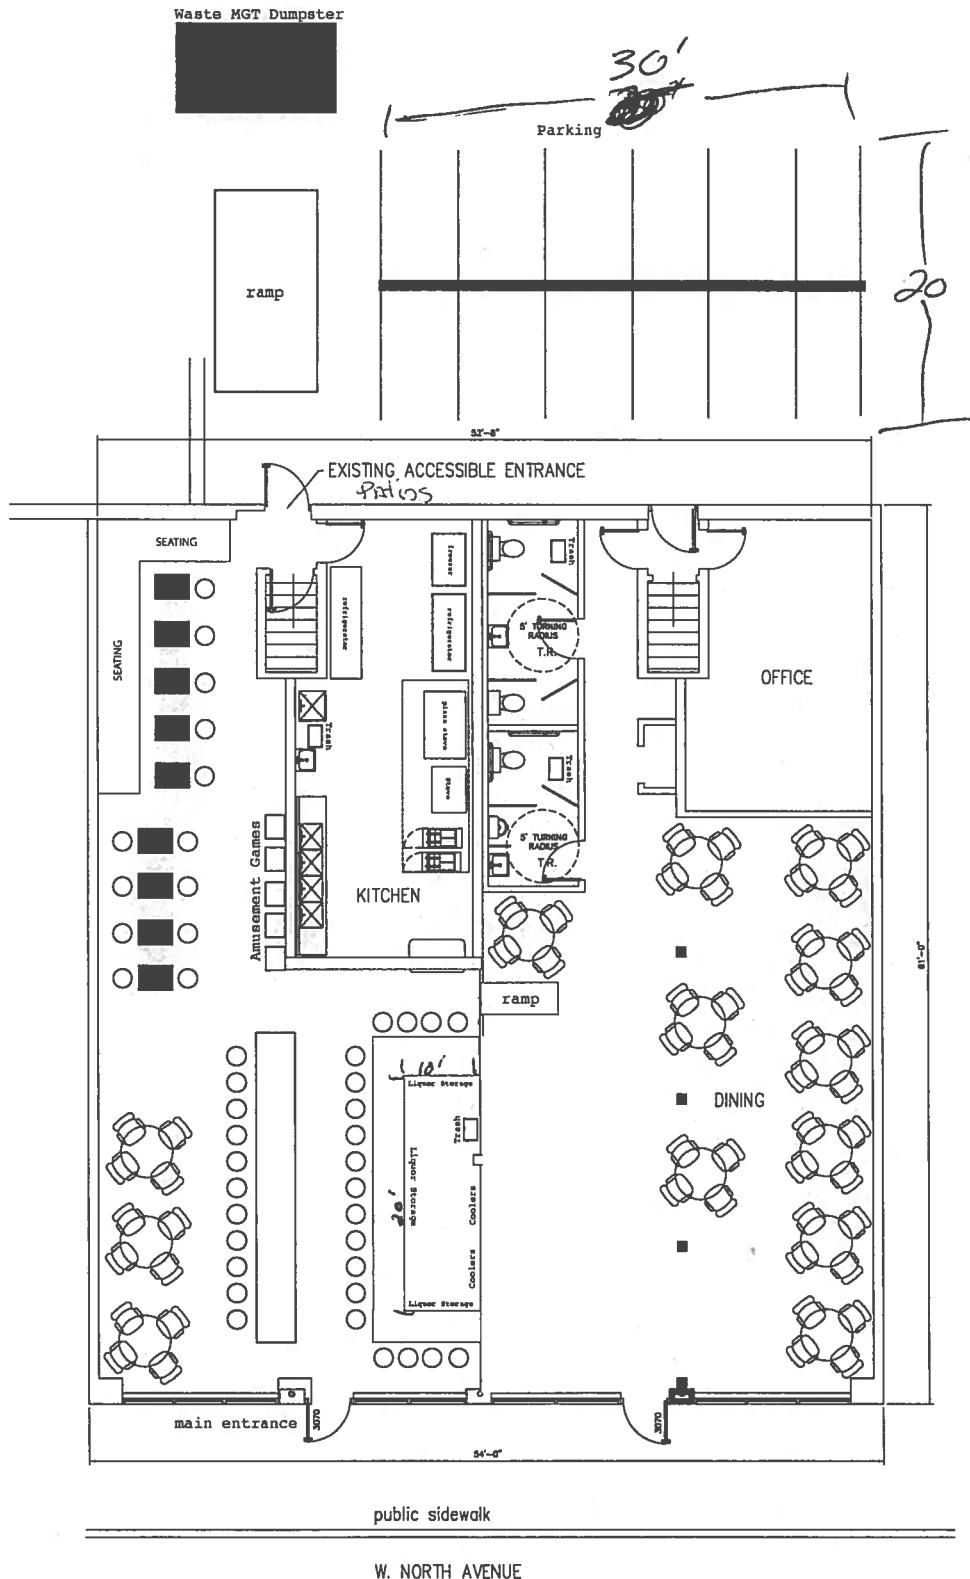 Waste MGT Dumpster
30'
Parking
20
ramp
52'-8"
EXISTING ACCESSIBLE ENTRANCE
Patios
SEATING
SEATING
refrigerator
freezer
refrigerator
Trash
5' TURNING
RADIUS
T.R.
OFFICE
Trash
pizza stove
stove
Trash
5' TURNING
RADIUS
T.R.
Amusement Games
KITCHEN
61'-0"
ramp
10'
Liquor Storage
Trash
Liquor Storage
20'
Coolers
Coolers
Liquor Storage
DINING
main entrance
3070
3070
54'-0"
public sidewalk
W. NORTH AVENUE